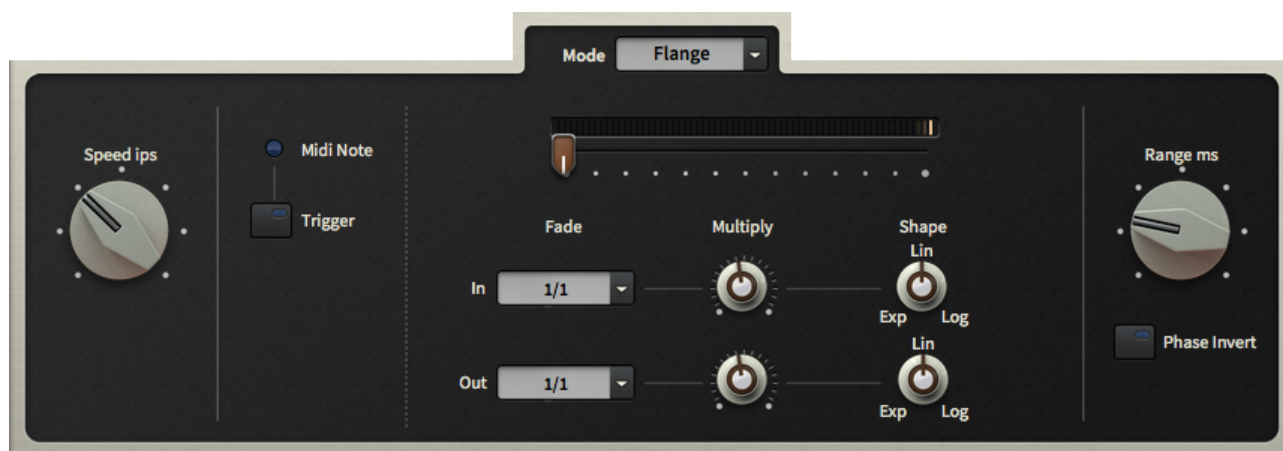 Mode Flange
Speed ips
Midi Note
Trigger
Range ms
Fade Multiply Shape
Lin
In 1/1
Exp Log
Phase Invert
Lin
Out 1/1
Exp Log